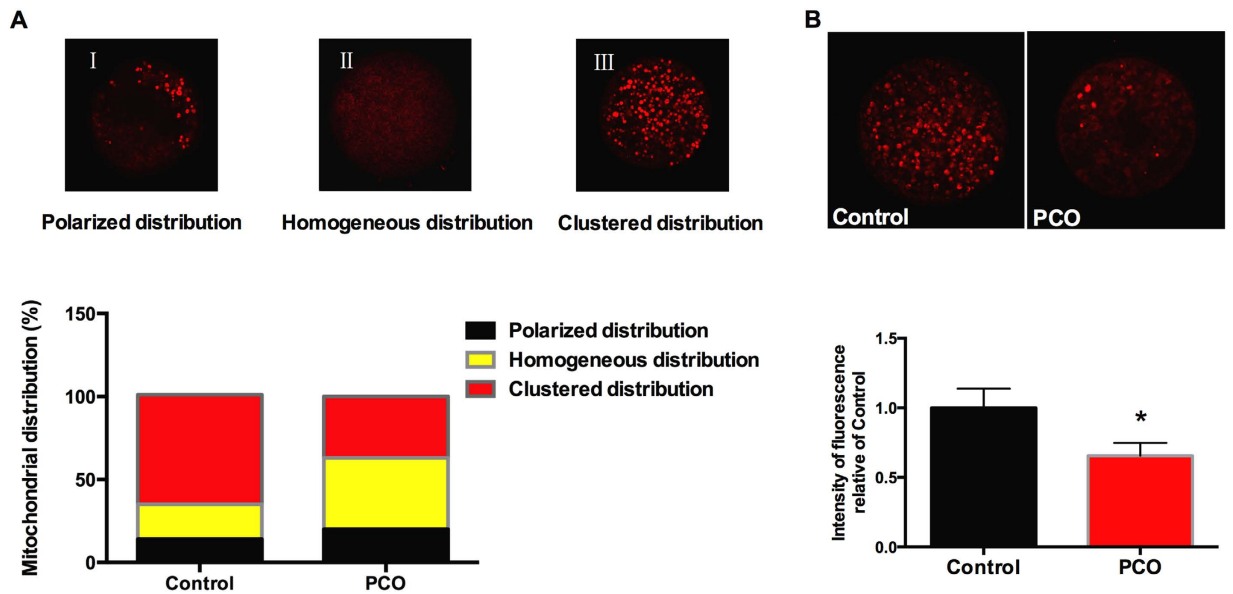 A
I
II
III
Polarized distribution
Homogeneous distribution
Clustered distribution
Mitochondrial distribution (%)
150
100
50
0
Control
PCO
Polarized distribution
Homogeneous distribution
Clustered distribution
B
Control
PCO
Intensity of fluorescence
relative of Control
1.5
1.0
0.5
0.0
*
Control
PCO